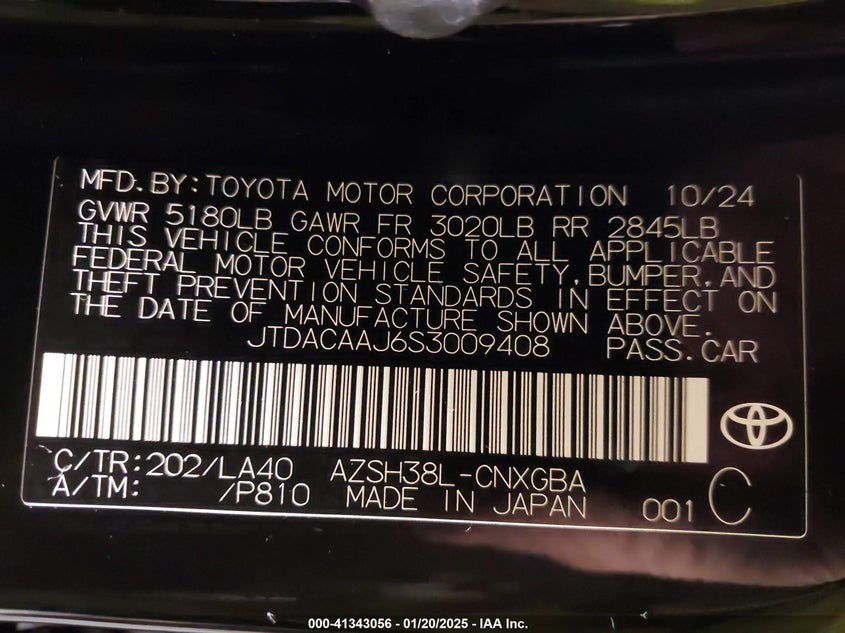 MFD.BY:TOYOTA MOTOR CORPORATION 10/24
GVWR 5180LB GAWR FR 3020LB RR 2845LB
THIS VEHICLE CONFORMS TO ALL APPLICABLE
FEDERAL MOTOR VEHICLE SAFETY,BUMPER,AND
THEFT PREVENTION STANDARDS IN EFFECT ON
THE DATE OF MANUFACTURE SHOWN ABOVE.
JTDACAAJ6S3009408 PASS.CAR
C/TR:202/LA40 AZSH38L-CNXGBA
A/TM: /P810 MADE IN JAPAN 001 C
000-41343056 - 01/20/2025 - IAA Inc.